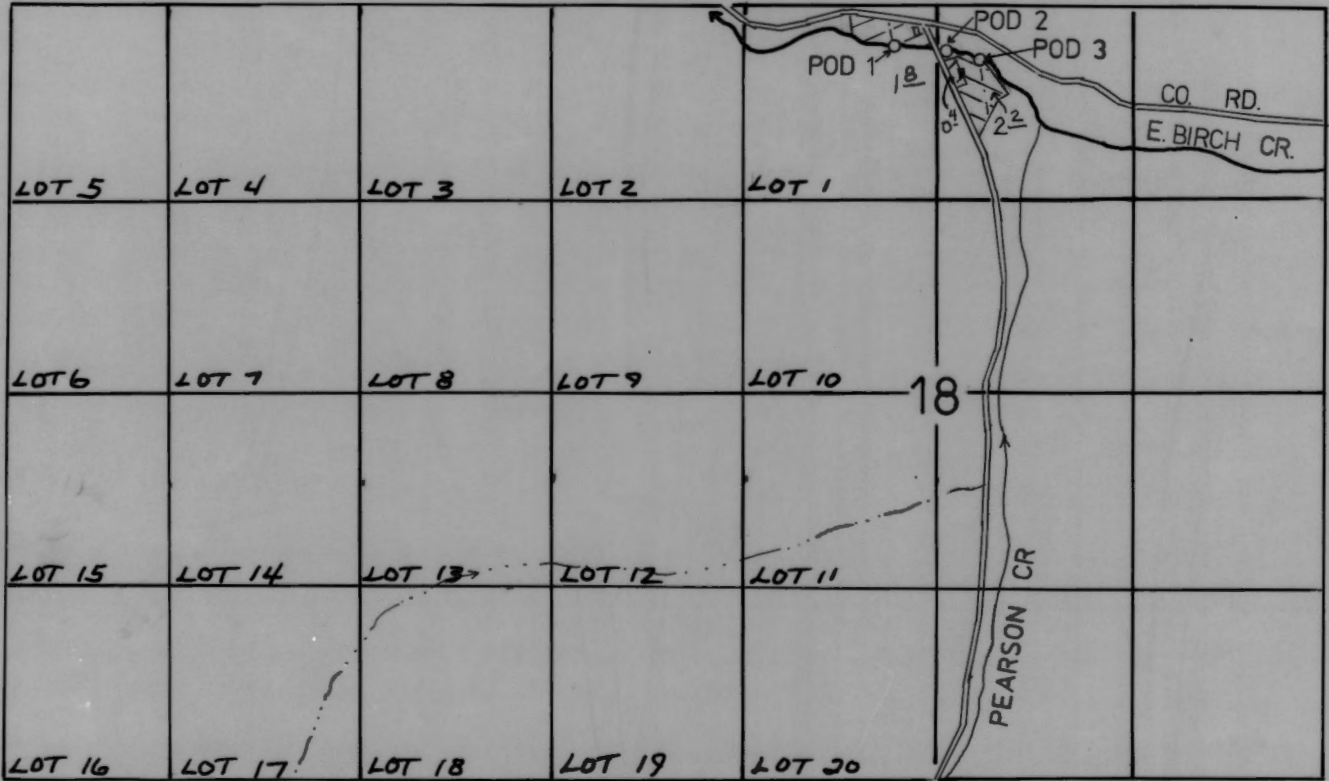 POD 2
POD 1
POD 3
1 8
0 4
2 2
CO. RD.
E. BIRCH CR.
LOT 5 LOT 4 LOT 3 LOT 2 LOT 1
LOT 6 LOT 7 LOT 8 LOT 9 LOT 10
18
LOT 15 LOT 14 LOT 13 LOT 12 LOT 11
PEARSON CR
LOT 16 LOT 17 LOT 18 LOT 19 LOT 20